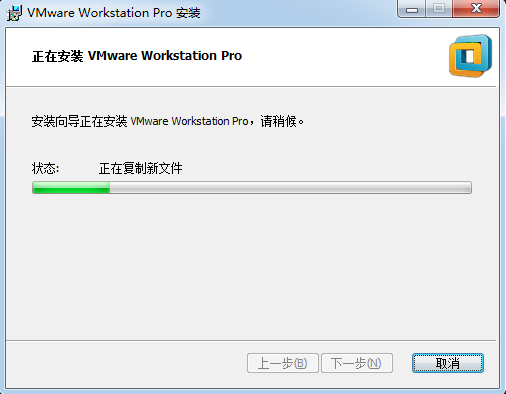 VMware Workstation Pro 安装
正在安装 VMware Workstation Pro
安装向导正在安装 VMware Workstation Pro，请稍候。
状态: 正在复制新文件
上一步(B) 下一步(N) 取消